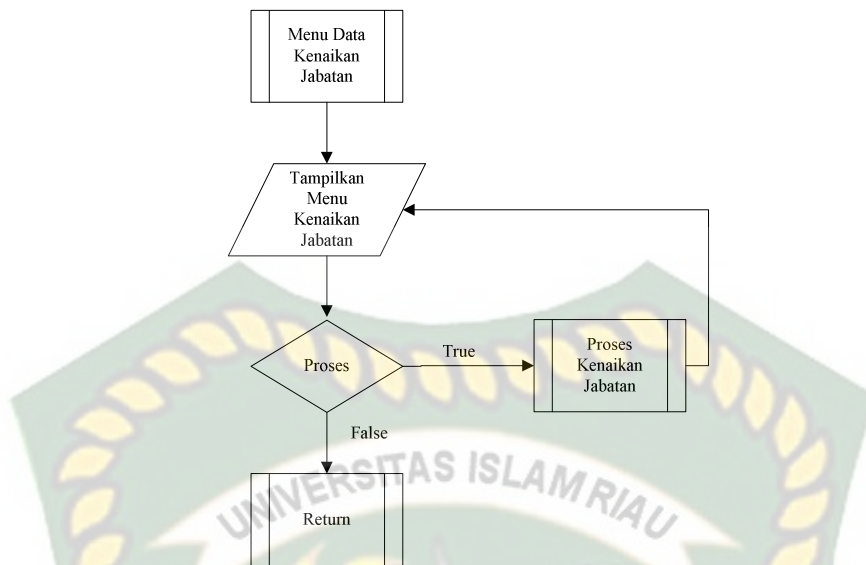 Menu Data
Kenaikan
Jabatan
Tampilkan
Menu
Kenaikan
Jabatan
Proses
True
Proses
Kenaikan
Jabatan
False
UNIVERSITAS ISLAM RIAU
Return